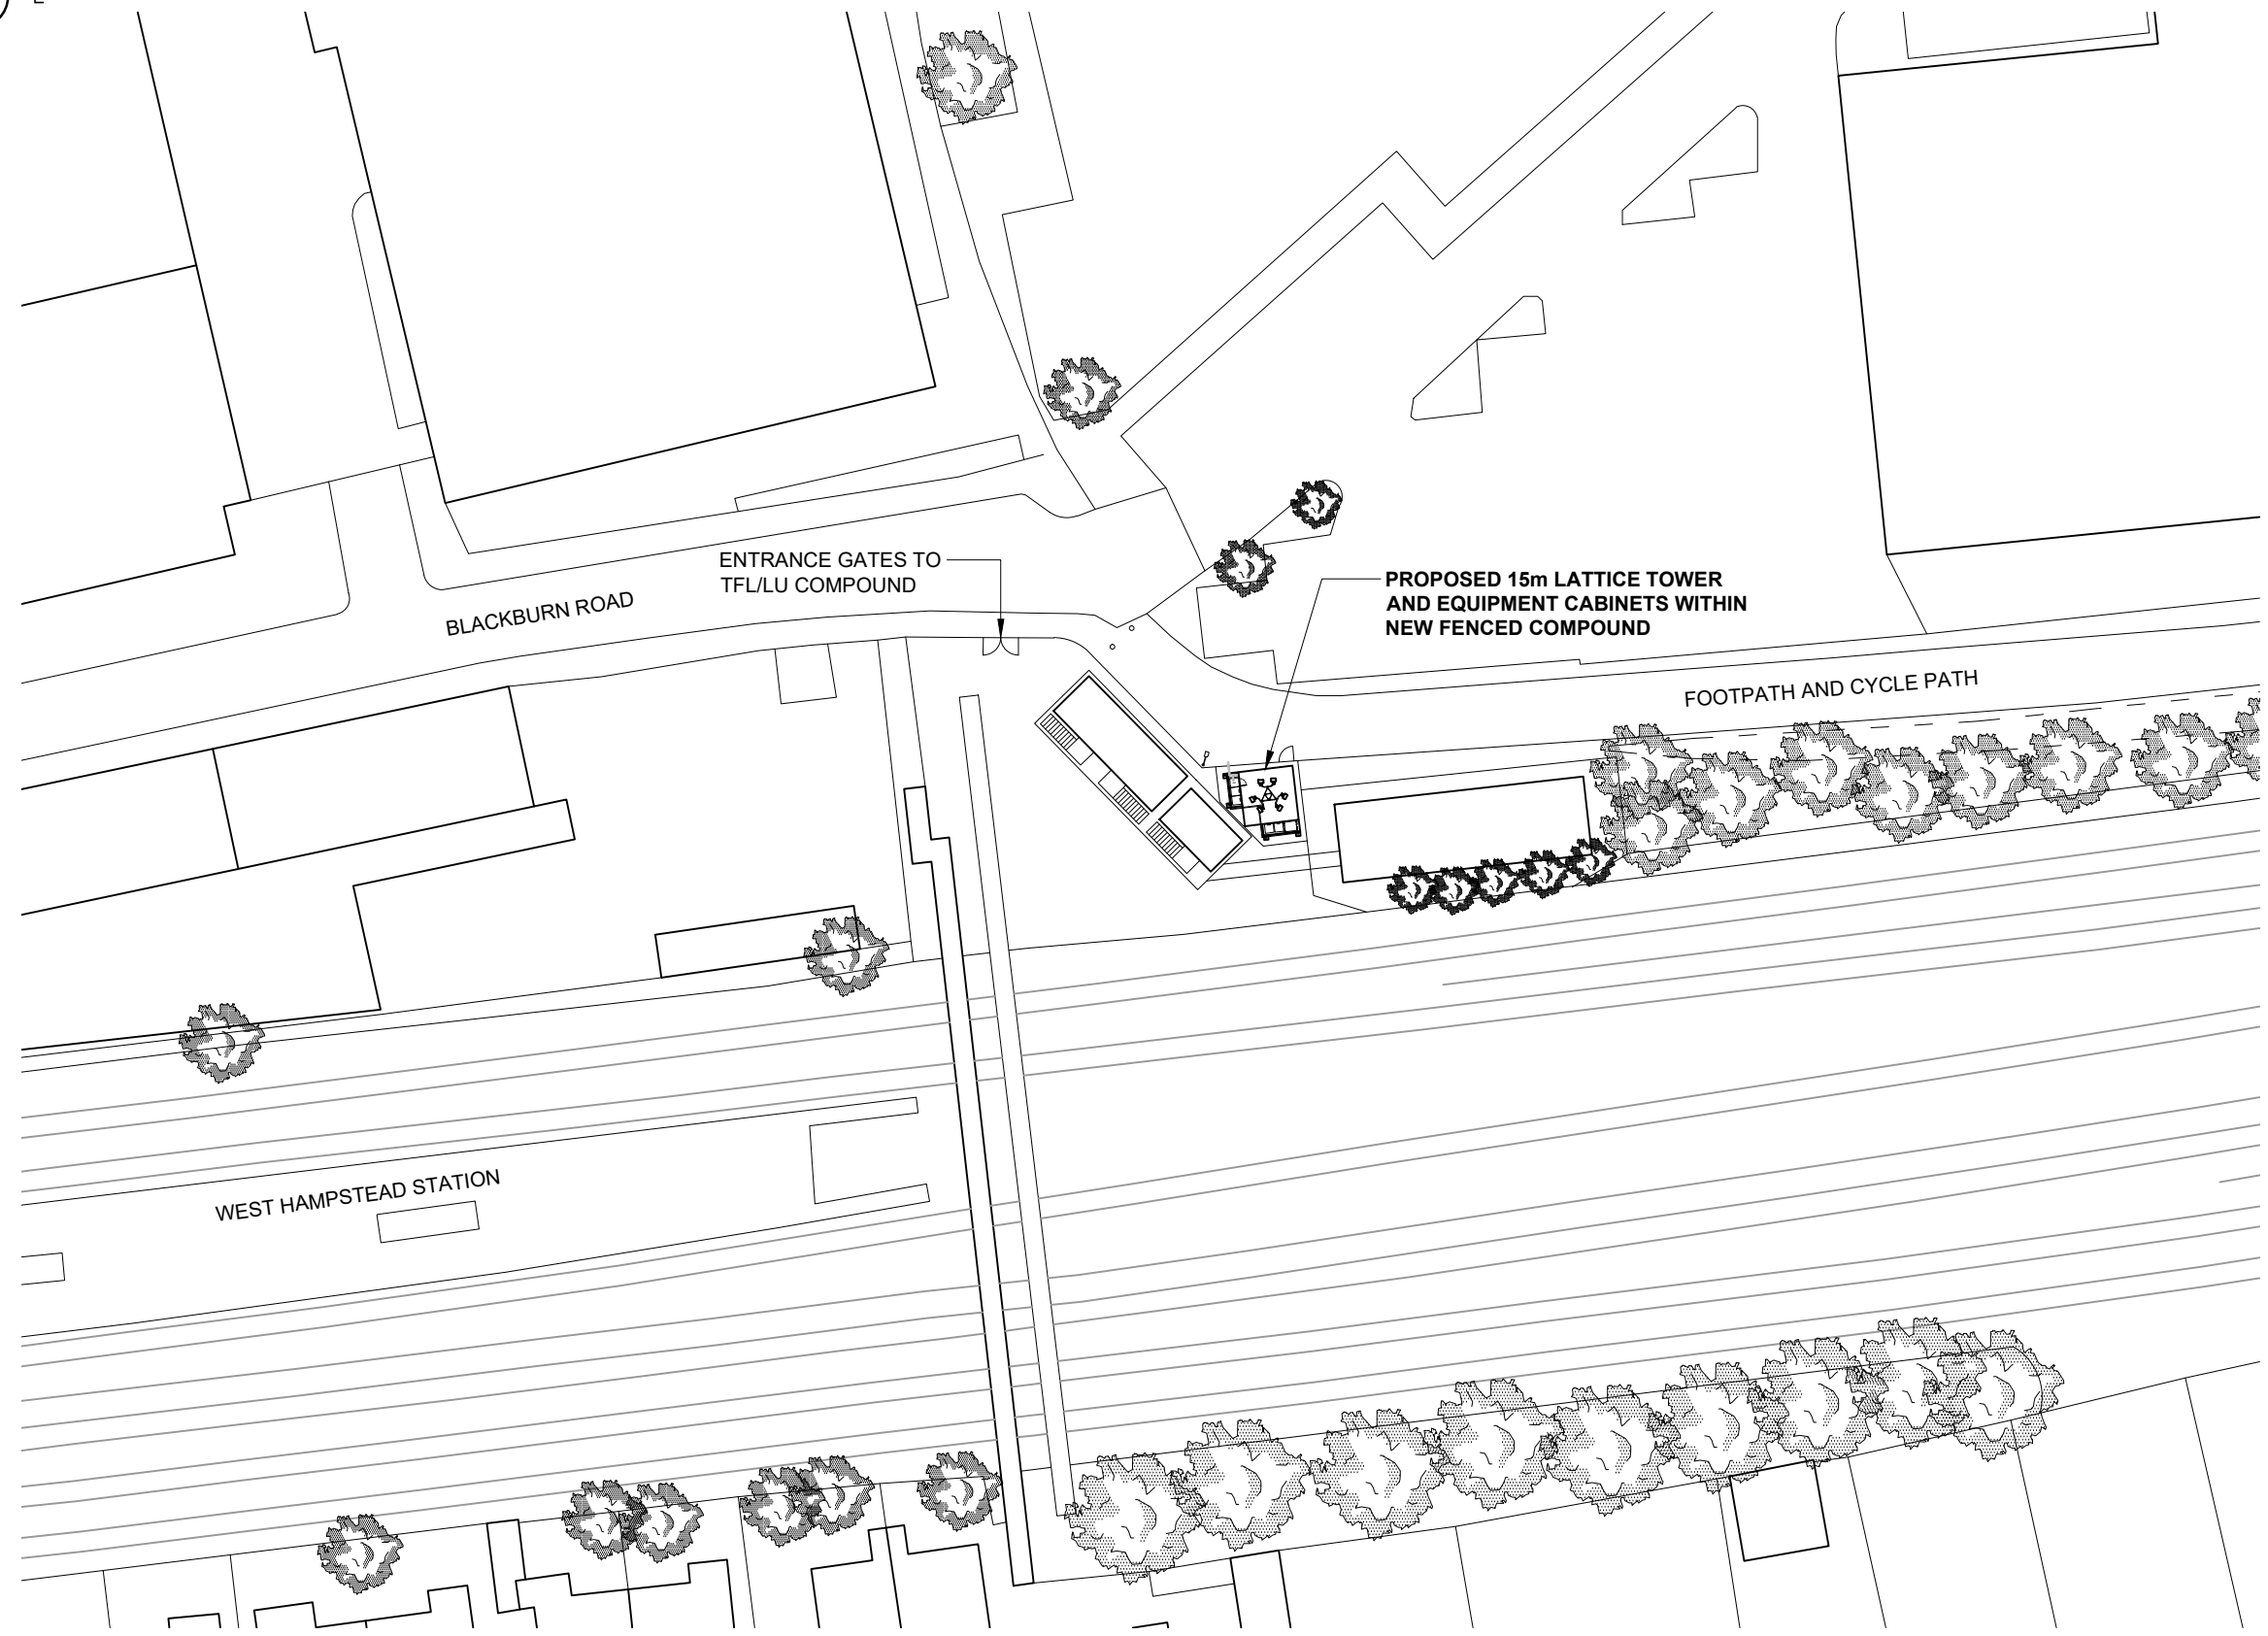 ENTRANCE GATES TO
TFL/LU COMPOUND
PROPOSED 15m LATTICE TOWER
AND EQUIPMENT CABINETS WITHIN
NEW FENCED COMPOUND
BLACKBURN ROAD
FOOTPATH AND CYCLE PATH
WEST HAMPSTEAD STATION